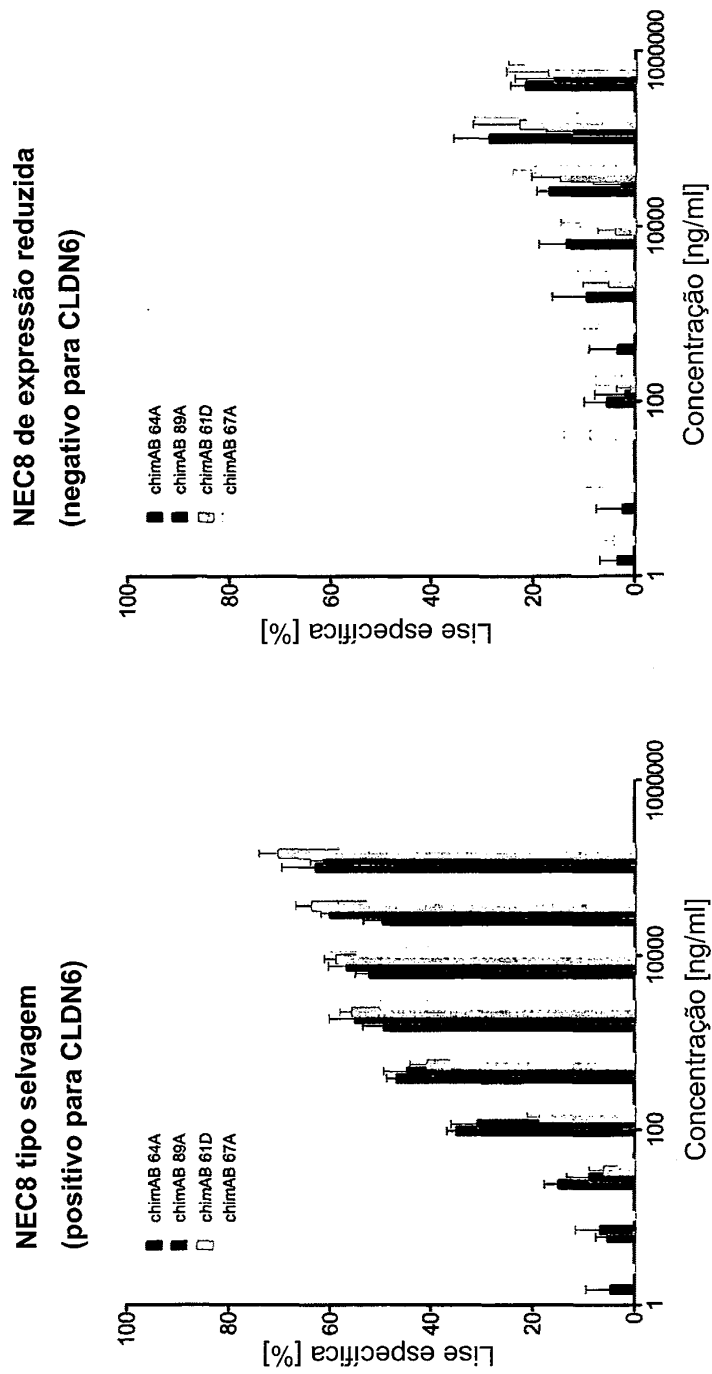 NEC8 tipo selvagem
(positivo para CLDN6)
chimAB 64A
chimAB 89A
chimAB 61D
chimAB 67A
Lise específica [%]
100
80
60
40
20
0
1
100
10000
1000000
Concentração [ng/ml]
NEC8 de expressão reduzida
(negativo para CLDN6)
chimAB 64A
chimAB 89A
chimAB 61D
chimAB 67A
Lise específica [%]
100
80
60
40
20
0
1
100
10000
1000000
Concentração [ng/ml]